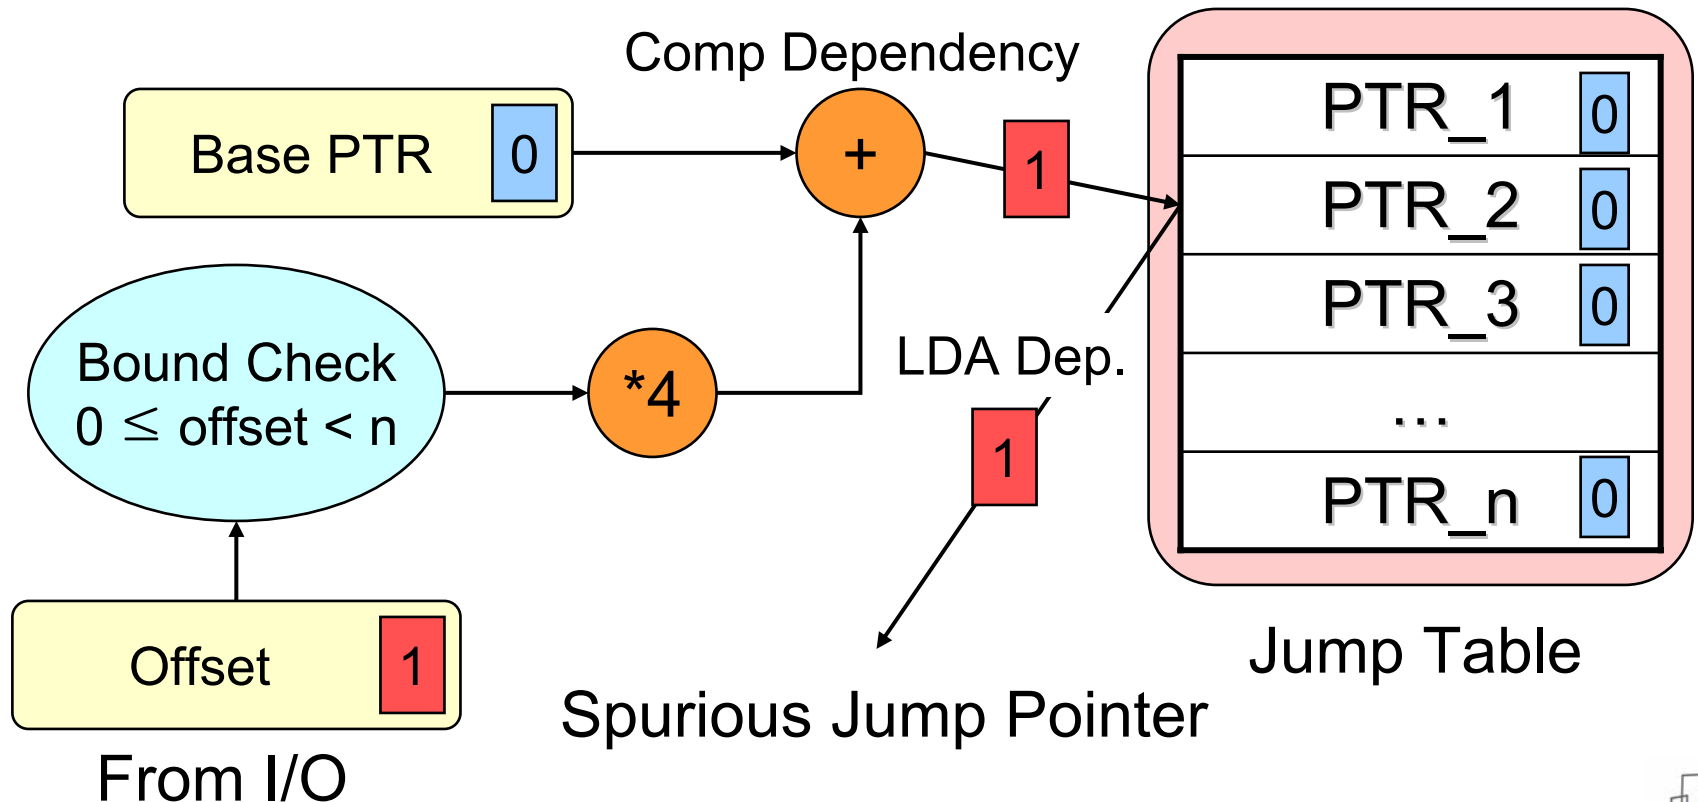 Comp Dependency
Base PTR 0
+
1
PTR_1 0
PTR_2 0
PTR_3 0
...
PTR_n 0
Jump Table
Bound Check
0 ≤ offset < n
*4
LDA Dep.
1
Offset 1
From I/O
Spurious Jump Pointer